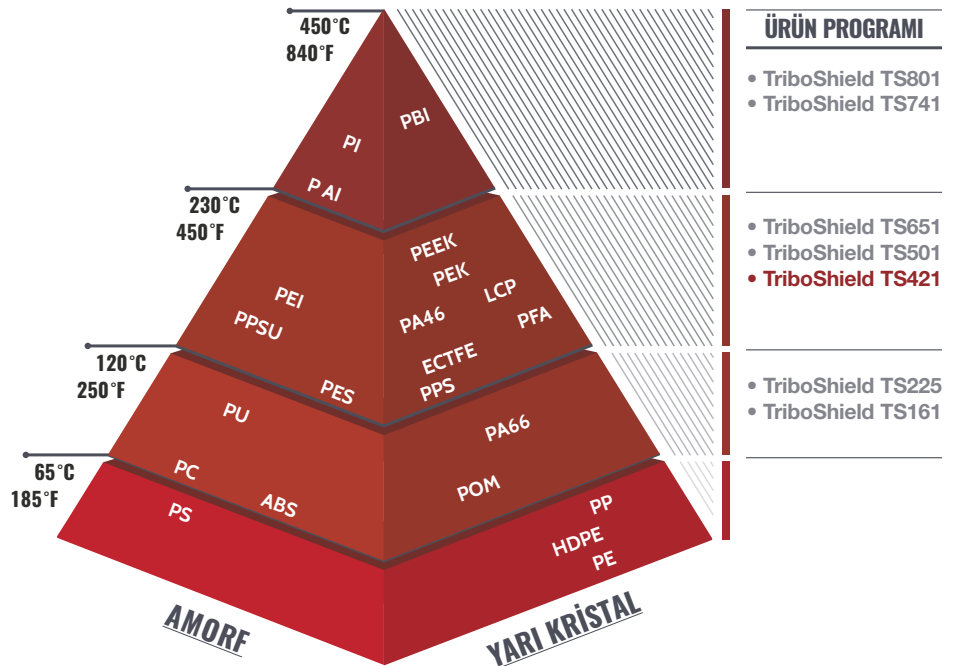 450°C
840°F
ÜRÜN PROGRAMI
• TriboShield TS801
• TriboShield TS741
PBI
PI
P AI
230°C
450°F
• TriboShield TS651
• TriboShield TS501
• TriboShield TS421
PEEK
PEK
LCP
PEI
PA46
PFA
PPSU
ECTFE
PES
PPS
120°C
250°F
• TriboShield TS225
• TriboShield TS161
PU
PA66
PC
ABS
POM
65°C
185°F
PS
PP
HDPE
PE
AMORF
YARI KRİSTAL